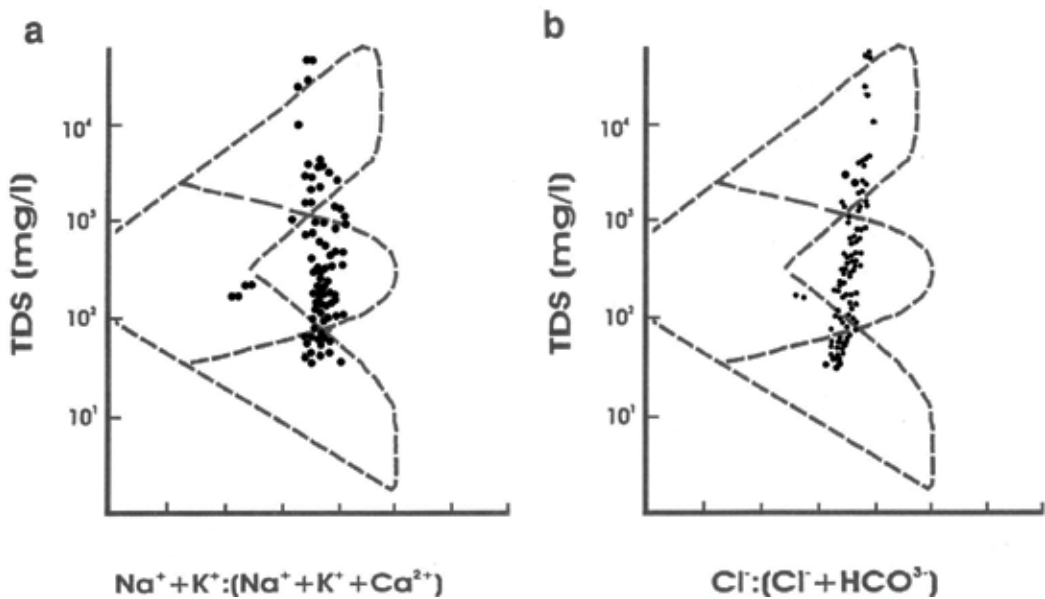 a
b
TDS (mg/l)
10⁴
10³
10²
10¹
Na⁺+K⁺:(Na⁺+K⁺+Ca²⁺)
TDS (mg/l)
10⁴
10³
10²
10¹
Cl⁻:(Cl⁻+HCO³⁻)